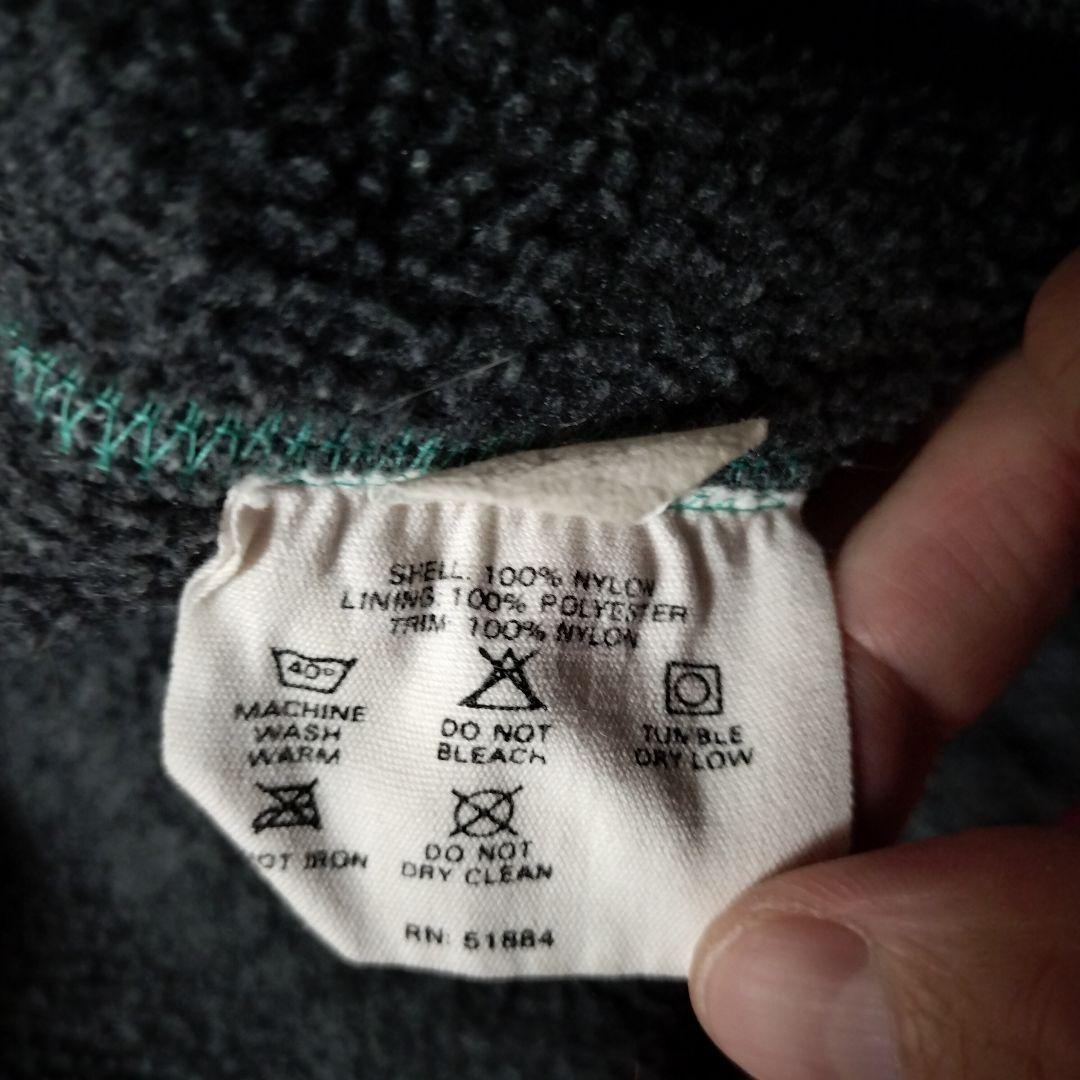 SHELL: 100% NYLON
LINING: 100% POLYESTER
TRIM: 100% NYLON
40°
MACHINE
WASH
WARM
DO NOT
BLEACH
TUMBLE
DRY LOW
IRON
DO NOT
DRY CLEAN
RN: 51884